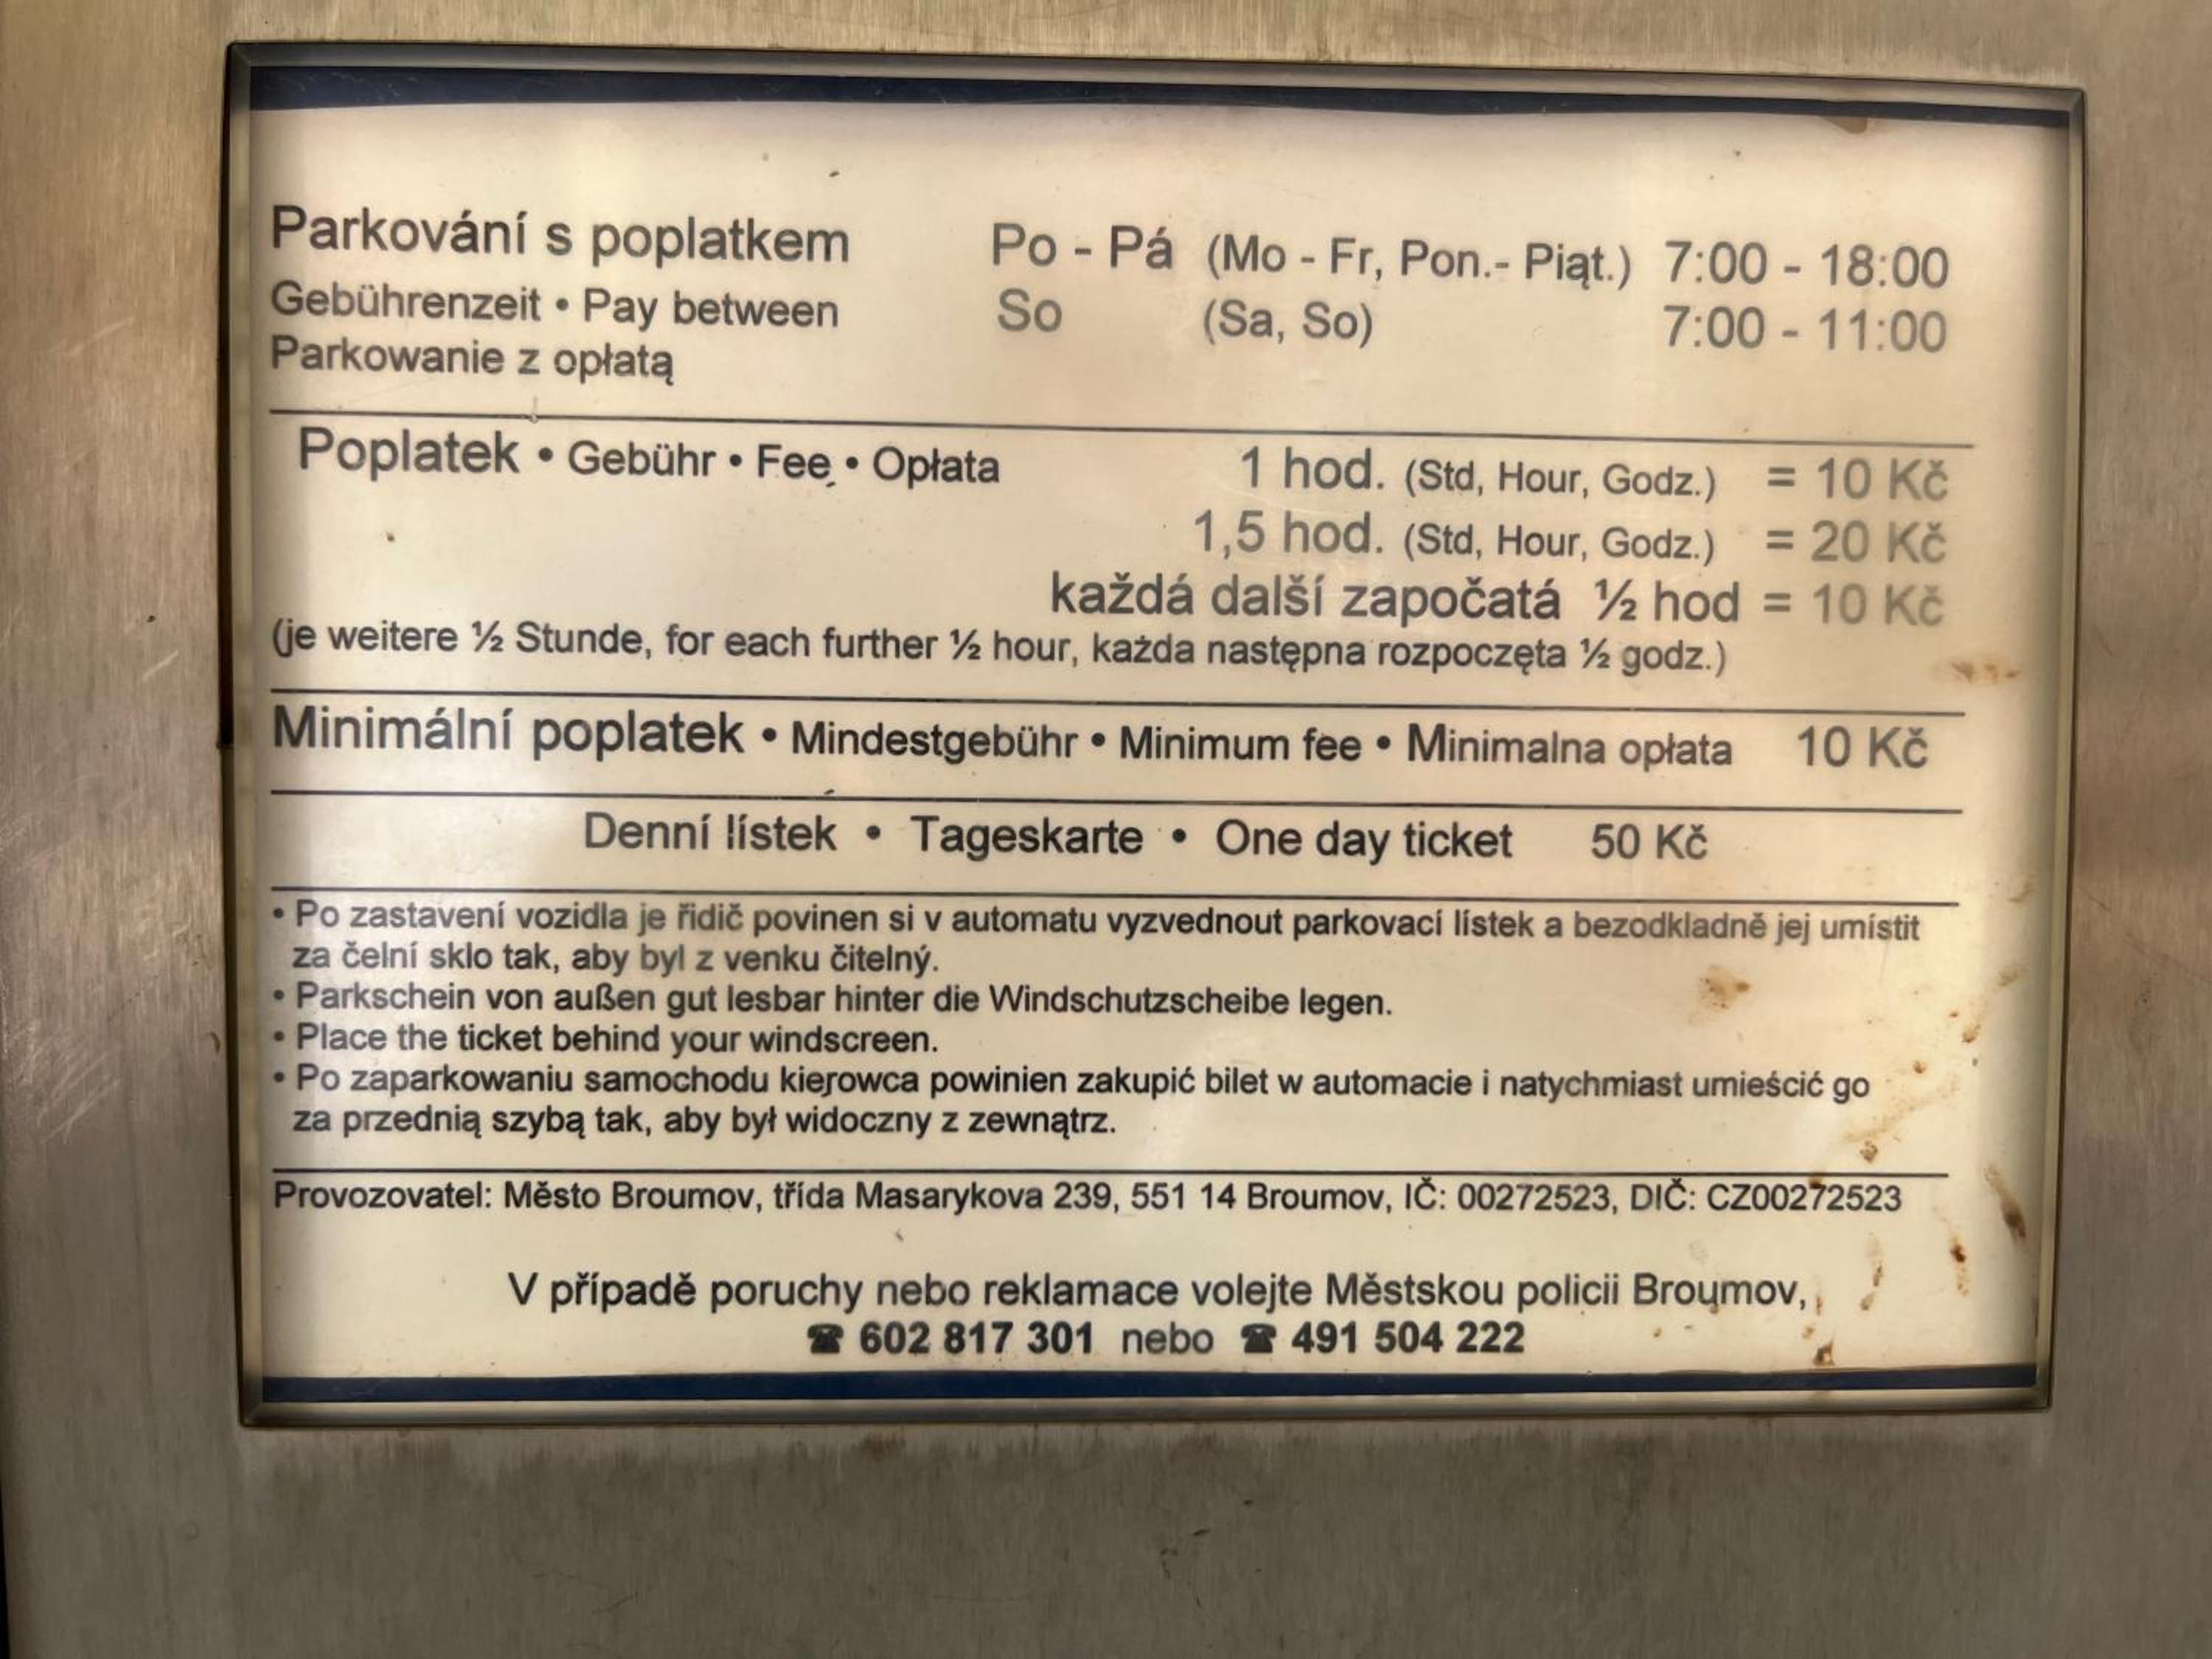 Parkování s poplatkem Po - Pá (Mo - Fr, Pon.- Piąt.) 7:00 - 18:00
Gebührenzeit • Pay between So (Sa, So) 7:00 - 11:00
Parkowanie z opłatą
Poplatek • Gebühr • Fee • Opłata 1 hod. (Std, Hour, Godz.) = 10 Kč
1,5 hod. (Std, Hour, Godz.) = 20 Kč
každá další započatá ½ hod = 10 Kč
(je weitere ½ Stunde, for each further ½ hour, każda następna rozpoczęta ½ godz.)
Minimální poplatek • Mindestgebühr • Minimum fee • Minimalna opłata 10 Kč
Denní lístek • Tageskarte • One day ticket 50 Kč
• Po zastavení vozidla je řidič povinen si v automatu vyzvednout parkovací lístek a bezodkladně jej umístit
za čelní sklo tak, aby byl z venku čitelný.
• Parkschein von außen gut lesbar hinter die Windschutzscheibe legen.
• Place the ticket behind your windscreen.
• Po zaparkowaniu samochodu kierowca powinien zakupić bilet w automacie i natychmiast umieścić go
za przednią szybą tak, aby był widoczny z zewnątrz.
Provozovatel: Město Broumov, třída Masarykova 239, 551 14 Broumov, IČ: 00272523, DIČ: CZ00272523
V případě poruchy nebo reklamace volejte Městskou policii Broumov,
☎ 602 817 301 nebo ☎ 491 504 222